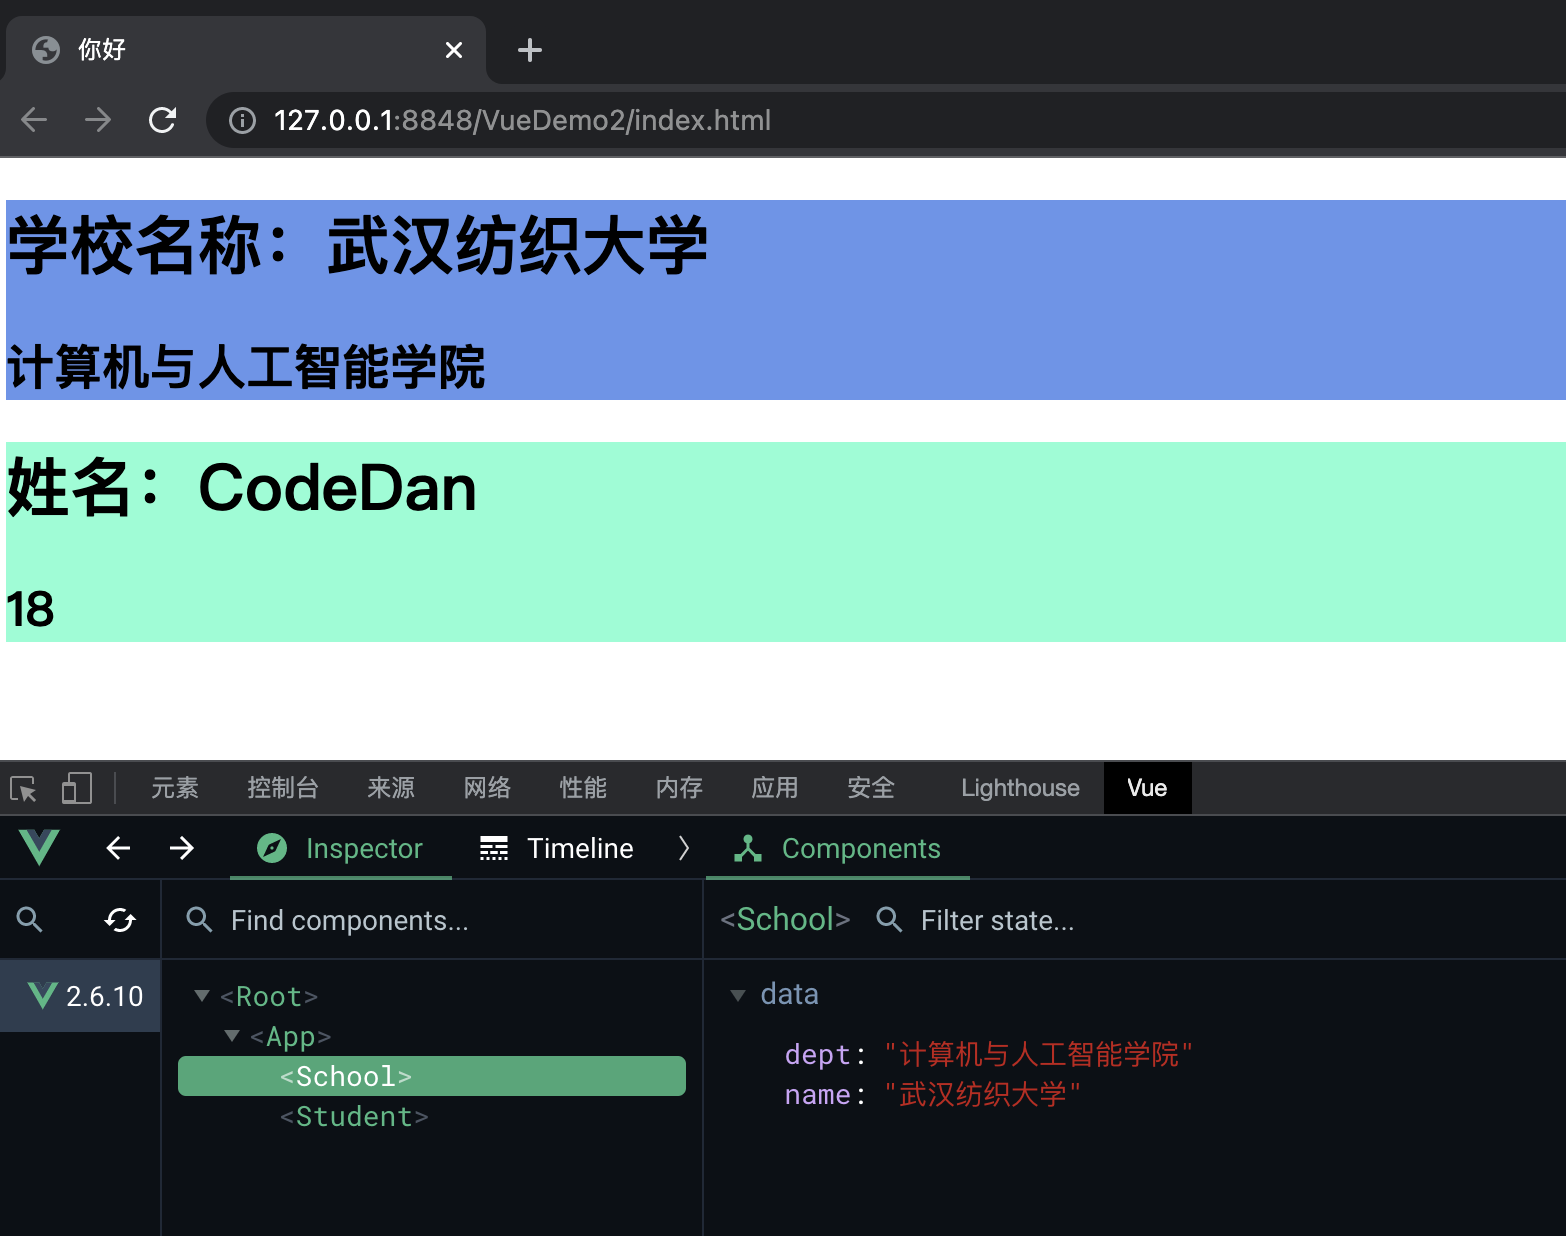 你好
127.0.0.1:8848/VueDemo2/index.html
学校名称：武汉纺织大学
计算机与人工智能学院
姓名：CodeDan
18
元素 控制台 来源 网络 性能 内存 应用 安全 Lighthouse Vue
Inspector Timeline Components
Find components... <School> Filter state...
2.6.10
<Root>
<App>
<School>
<Student>
data
dept: "计算机与人工智能学院"
name: "武汉纺织大学"